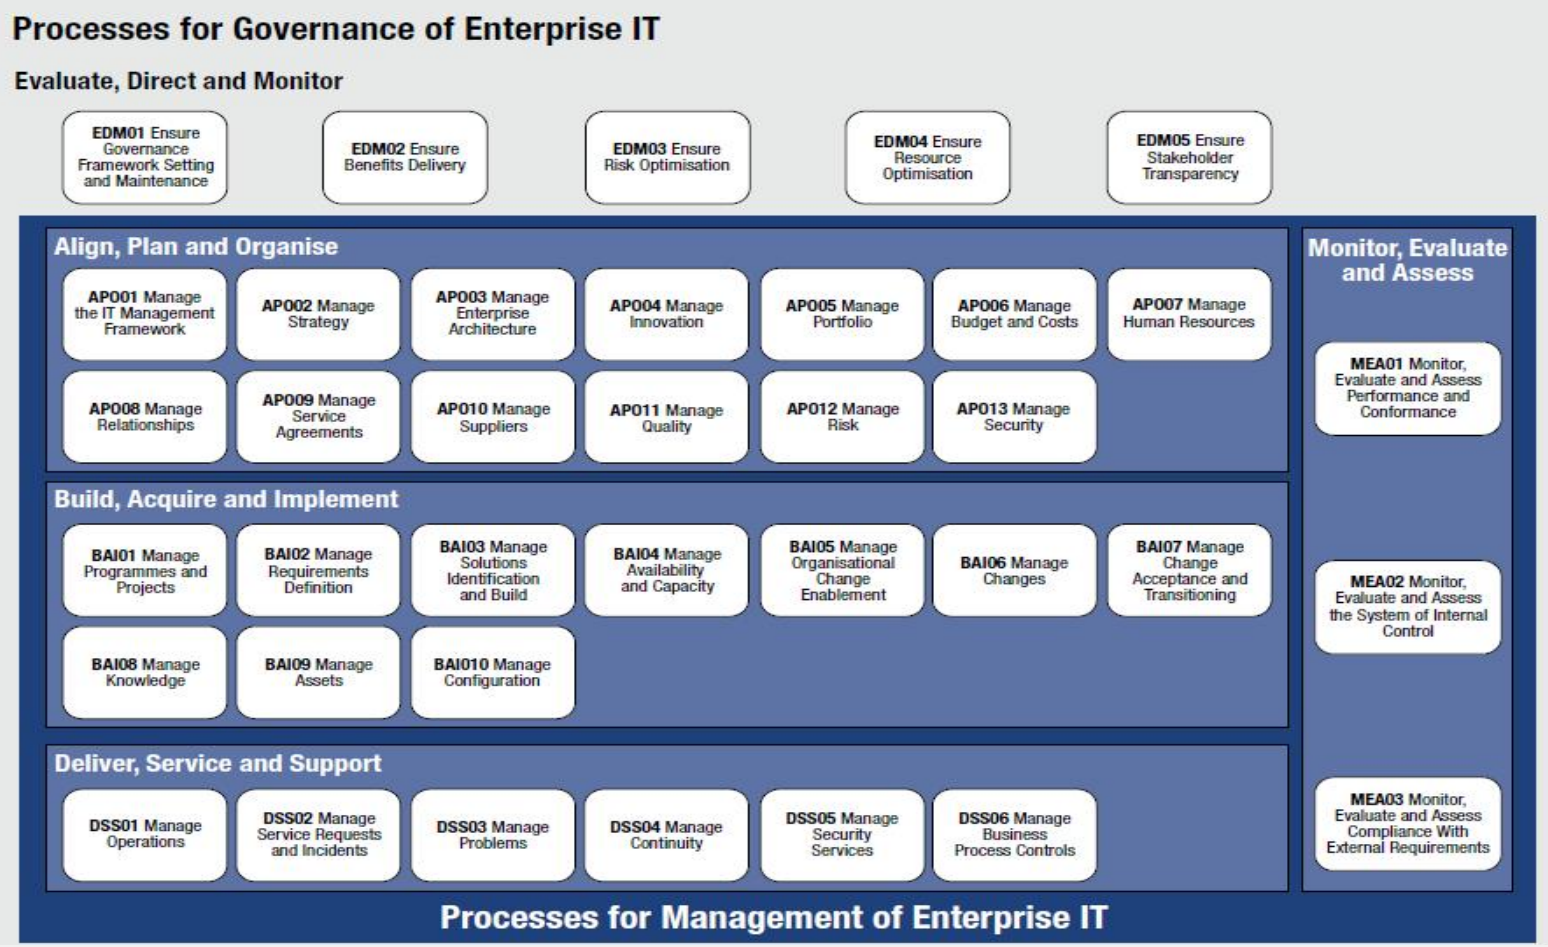 Processes for Governance of Enterprise IT
Evaluate, Direct and Monitor
EDM01 Ensure
Governance
Framework Setting
and Maintenance
EDM02 Ensure
Benefits Delivery
EDM03 Ensure
Risk Optimisation
EDM04 Ensure
Resource
Optimisation
EDM05 Ensure
Stakeholder
Transparency
Align, Plan and Organise
APO01 Manage
the IT Management
Framework
APO02 Manage
Strategy
APO03 Manage
Enterprise
Architecture
APO04 Manage
Innovation
APO05 Manage
Portfolio
APO06 Manage
Budget and Costs
APO07 Manage
Human Resources
APO08 Manage
Relationships
APO09 Manage
Service
Agreements
APO10 Manage
Suppliers
APO11 Manage
Quality
APO12 Manage
Risk
APO13 Manage
Security
Build, Acquire and Implement
BAI01 Manage
Programmes and
Projects
BAI02 Manage
Requirements
Definition
BAI03 Manage
Solutions
Identification
and Build
BAI04 Manage
Availability
and Capacity
BAI05 Manage
Organisational
Change
Enablement
BAI06 Manage
Changes
BAI07 Manage
Change
Acceptance and
Transitioning
BAI08 Manage
Knowledge
BAI09 Manage
Assets
BAI010 Manage
Configuration
Deliver, Service and Support
DSS01 Manage
Operations
DSS02 Manage
Service Requests
and Incidents
DSS03 Manage
Problems
DSS04 Manage
Continuity
DSS05 Manage
Security
Services
DSS06 Manage
Business
Process Controls
Monitor, Evaluate
and Assess
MEA01 Monitor,
Evaluate and Assess
Performance and
Conformance
MEA02 Monitor,
Evaluate and Assess
the System of Internal
Control
MEA03 Monitor,
Evaluate and Assess
Compliance With
External Requirements
Processes for Management of Enterprise IT